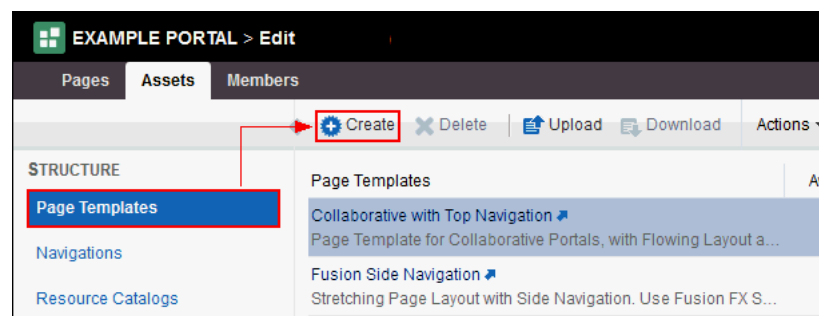 EXAMPLE PORTAL > Edit
Pages Assets Members
Create Delete Upload Download Actions
STRUCTURE
Page Templates
Page Templates
Collaborative with Top Navigation
Page Template for Collaborative Portals, with Flowing Layout a...
Navigations
Fusion Side Navigation
Resource Catalogs
Stretching Page Layout with Side Navigation. Use Fusion FX S...